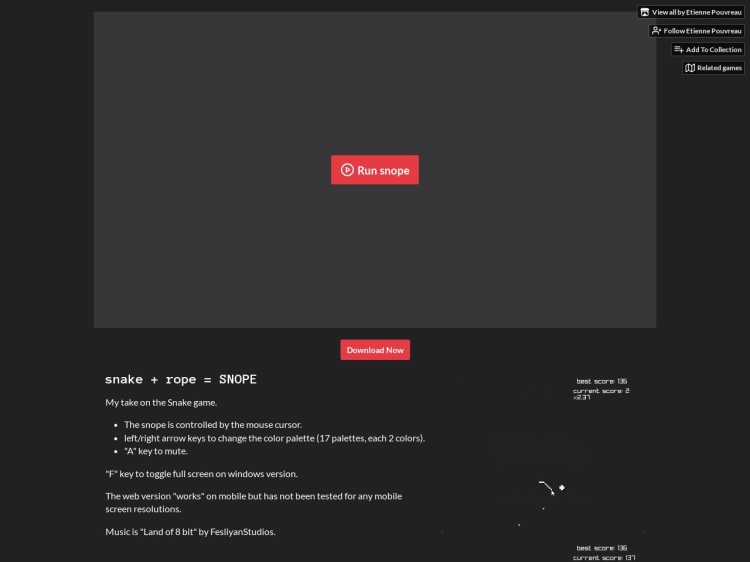 View all by Etienne Pouvreau
Follow Etienne Pouvreau
Add To Collection
Related games
Run snope
Download Now
snake + rope = SNOPE
My take on the Snake game.
The snope is controlled by the mouse cursor.
left/right arrow keys to change the color palette (17 palettes, each 2 colors).
"A" key to mute.
"F" key to toggle full screen on windows version.
The web version "works" on mobile but has not been tested for any mobile
screen resolutions.
Music is "Land of 8 bit" by FesliyanStudios.
best score: 136
current score: 2
x2.37
best score: 136
current score: 137